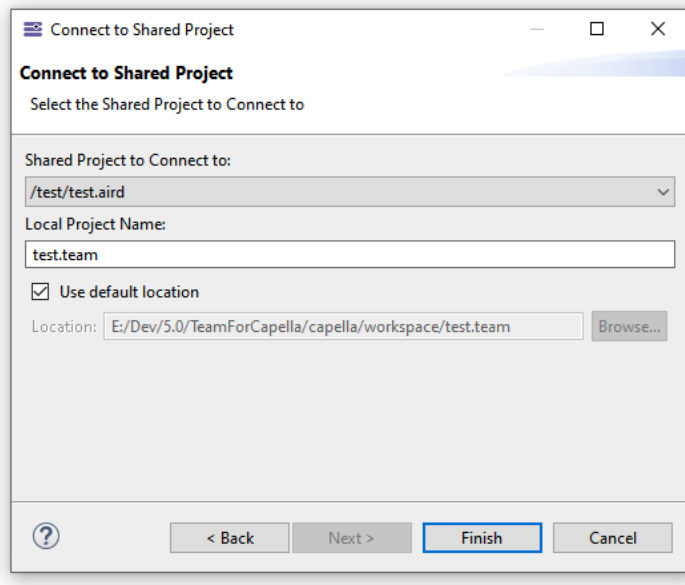 Connect to Shared Project
Connect to Shared Project
Select the Shared Project to Connect to
Shared Project to Connect to:
/test/test.aird
Local Project Name:
test.team
Use default location
Location: E:/Dev/5.0/TeamForCapella/capella/workspace/test.team Browse...
? < Back Next > Finish Cancel